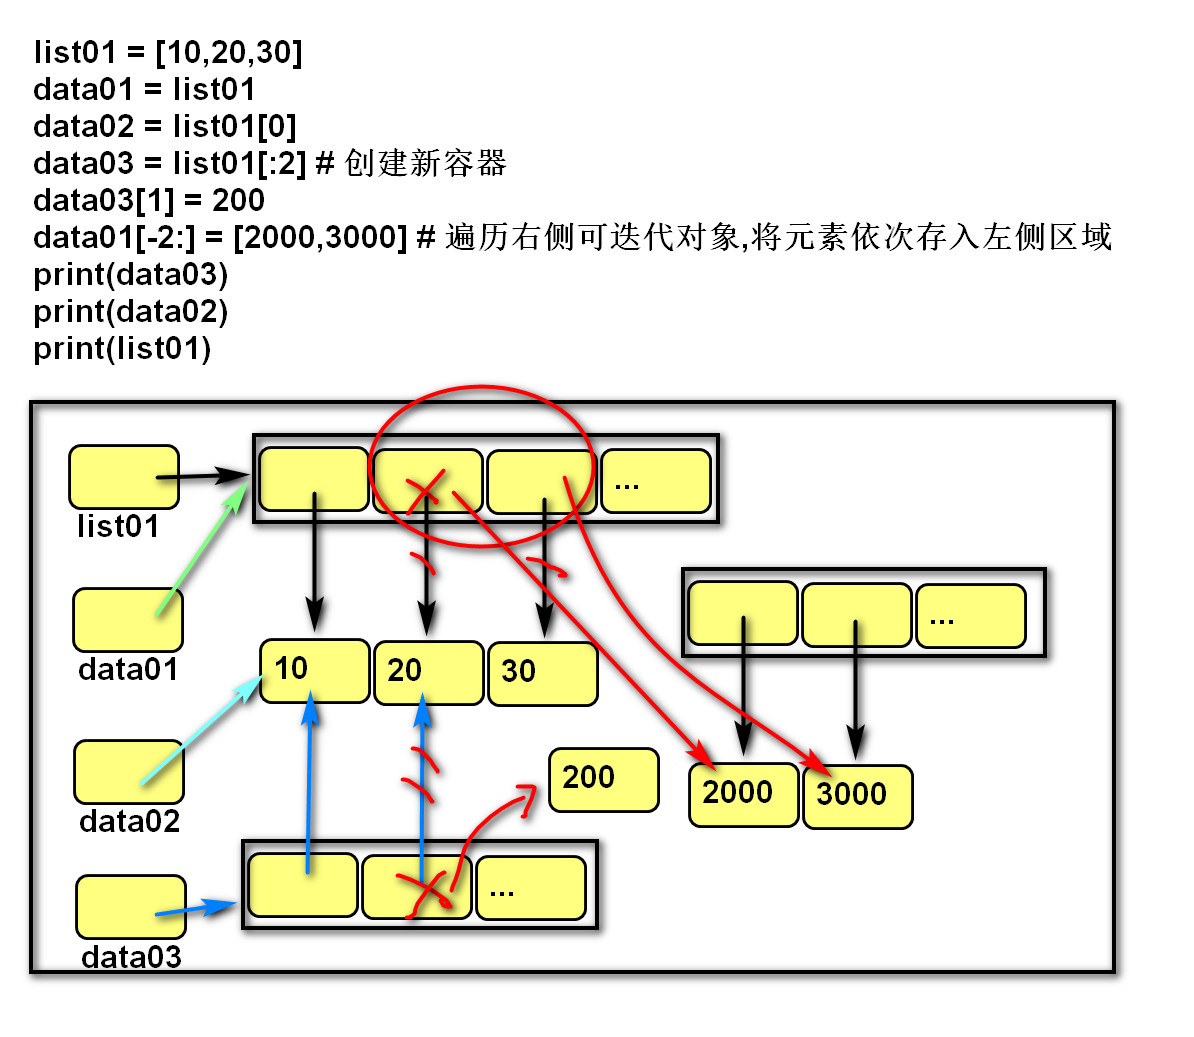 list01 = [10,20,30]
data01 = list01
data02 = list01[0]
data03 = list01[:2] # 创建新容器
data03[1] = 200
data01[-2:] = [2000,3000] # 遍历右侧可迭代对象,将元素依次存入左侧区域
print(data03)
print(data02)
print(list01)
...
list01
...
data01
10 20 30
200
2000 3000
data02
...
data03